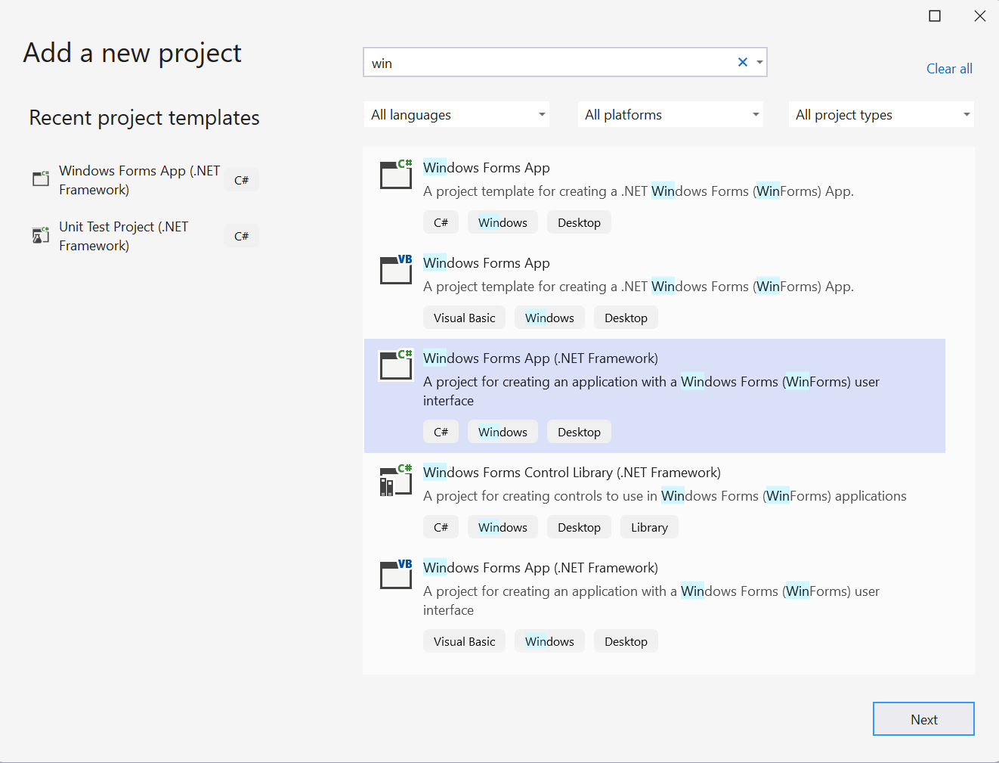 Add a new project
win
Clear all
Recent project templates
All languages
All platforms
All project types
Windows Forms App (.NET
Framework)
C#
Unit Test Project (.NET
Framework)
C#
C#
Windows Forms App
A project template for creating a .NET Windows Forms (WinForms) App.
C#
Windows
Desktop
VB
Windows Forms App
A project template for creating a .NET Windows Forms (WinForms) App.
Visual Basic
Windows
Desktop
C#
Windows Forms App (.NET Framework)
A project for creating an application with a Windows Forms (WinForms) user
interface
C#
Windows
Desktop
C#
Windows Forms Control Library (.NET Framework)
A project for creating controls to use in Windows Forms (WinForms) applications
C#
Windows
Desktop
Library
VB
Windows Forms App (.NET Framework)
A project for creating an application with a Windows Forms (WinForms) user
interface
Visual Basic
Windows
Desktop
Next